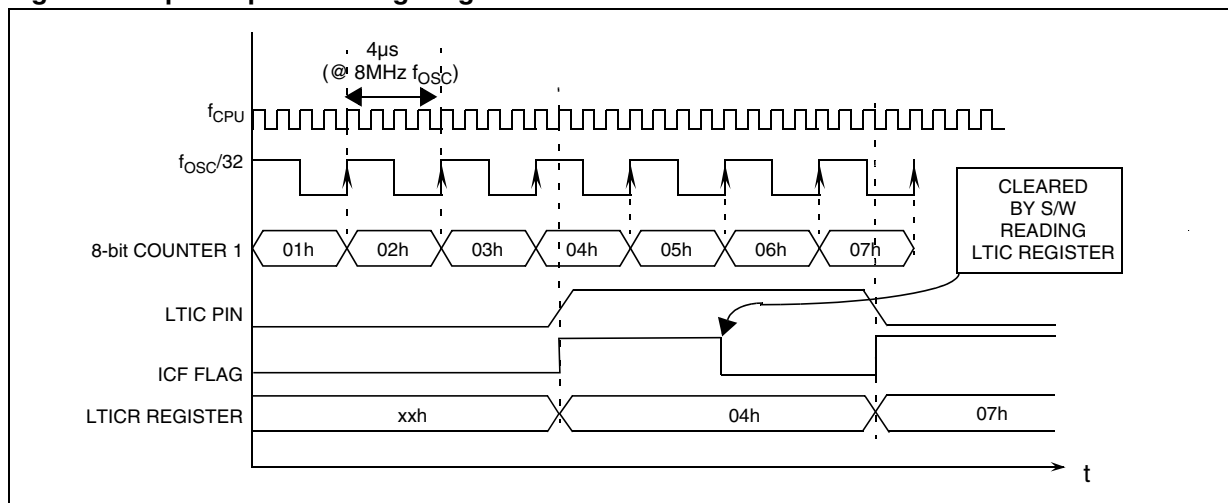 4µs
(@ 8MHz fOSC)
fCPU
fOSC/32
CLEARED
BY S/W
READING
LTIC REGISTER
8-bit COUNTER 1
01h
02h
03h
04h
05h
06h
07h
LTIC PIN
ICF FLAG
LTICR REGISTER
xxh
04h
07h
t